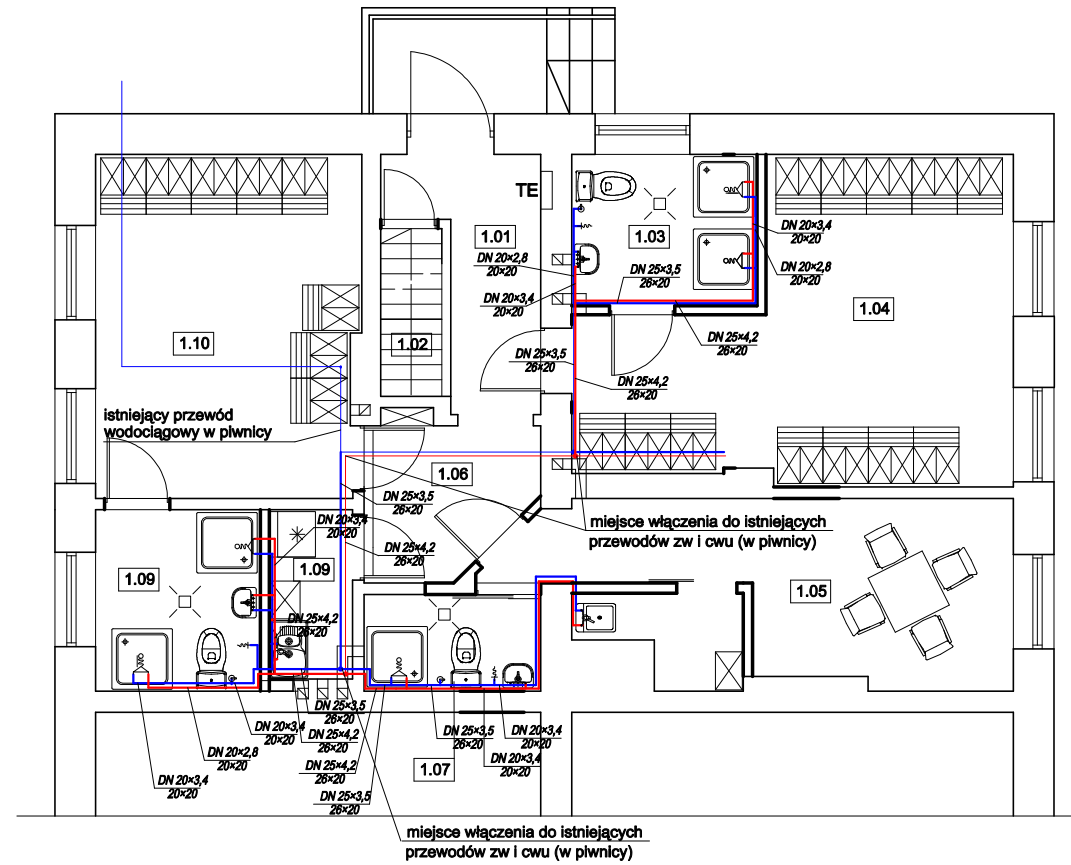 TE
1.01
1.03
DN 20×3,4
20×20
DN 20×2,8
20×20
DN 20×2,8
20×20
DN 25×3,5
26×20
DN 20×3,4
20×20
1.04
1.10
1.02
DN 25×4,2
26×20
DN 25×3,5
26×20
DN 25×4,2
26×20
istniejący przewód
wodociągowy w piwnicy
1.06
DN 25×3,5
26×20
DN 20×3,4
20×20
miejsce włączenia do istniejących
przewodów zw i cwu (w piwnicy)
DN 25×4,2
26×20
1.09
1.09
1.05
DN 25×4,2
26×20
DN 25×3,5
26×20
DN 20×3,4
20×20
DN 25×4,2
26×20
DN 25×3,5
26×20
DN 20×3,4
20×20
DN 20×2,8
20×20
DN 25×4,2
26×20
1.07
DN 20×3,4
20×20
DN 20×3,4
20×20
DN 25×3,5
26×20
miejsce włączenia do istniejących
przewodów zw i cwu (w piwnicy)